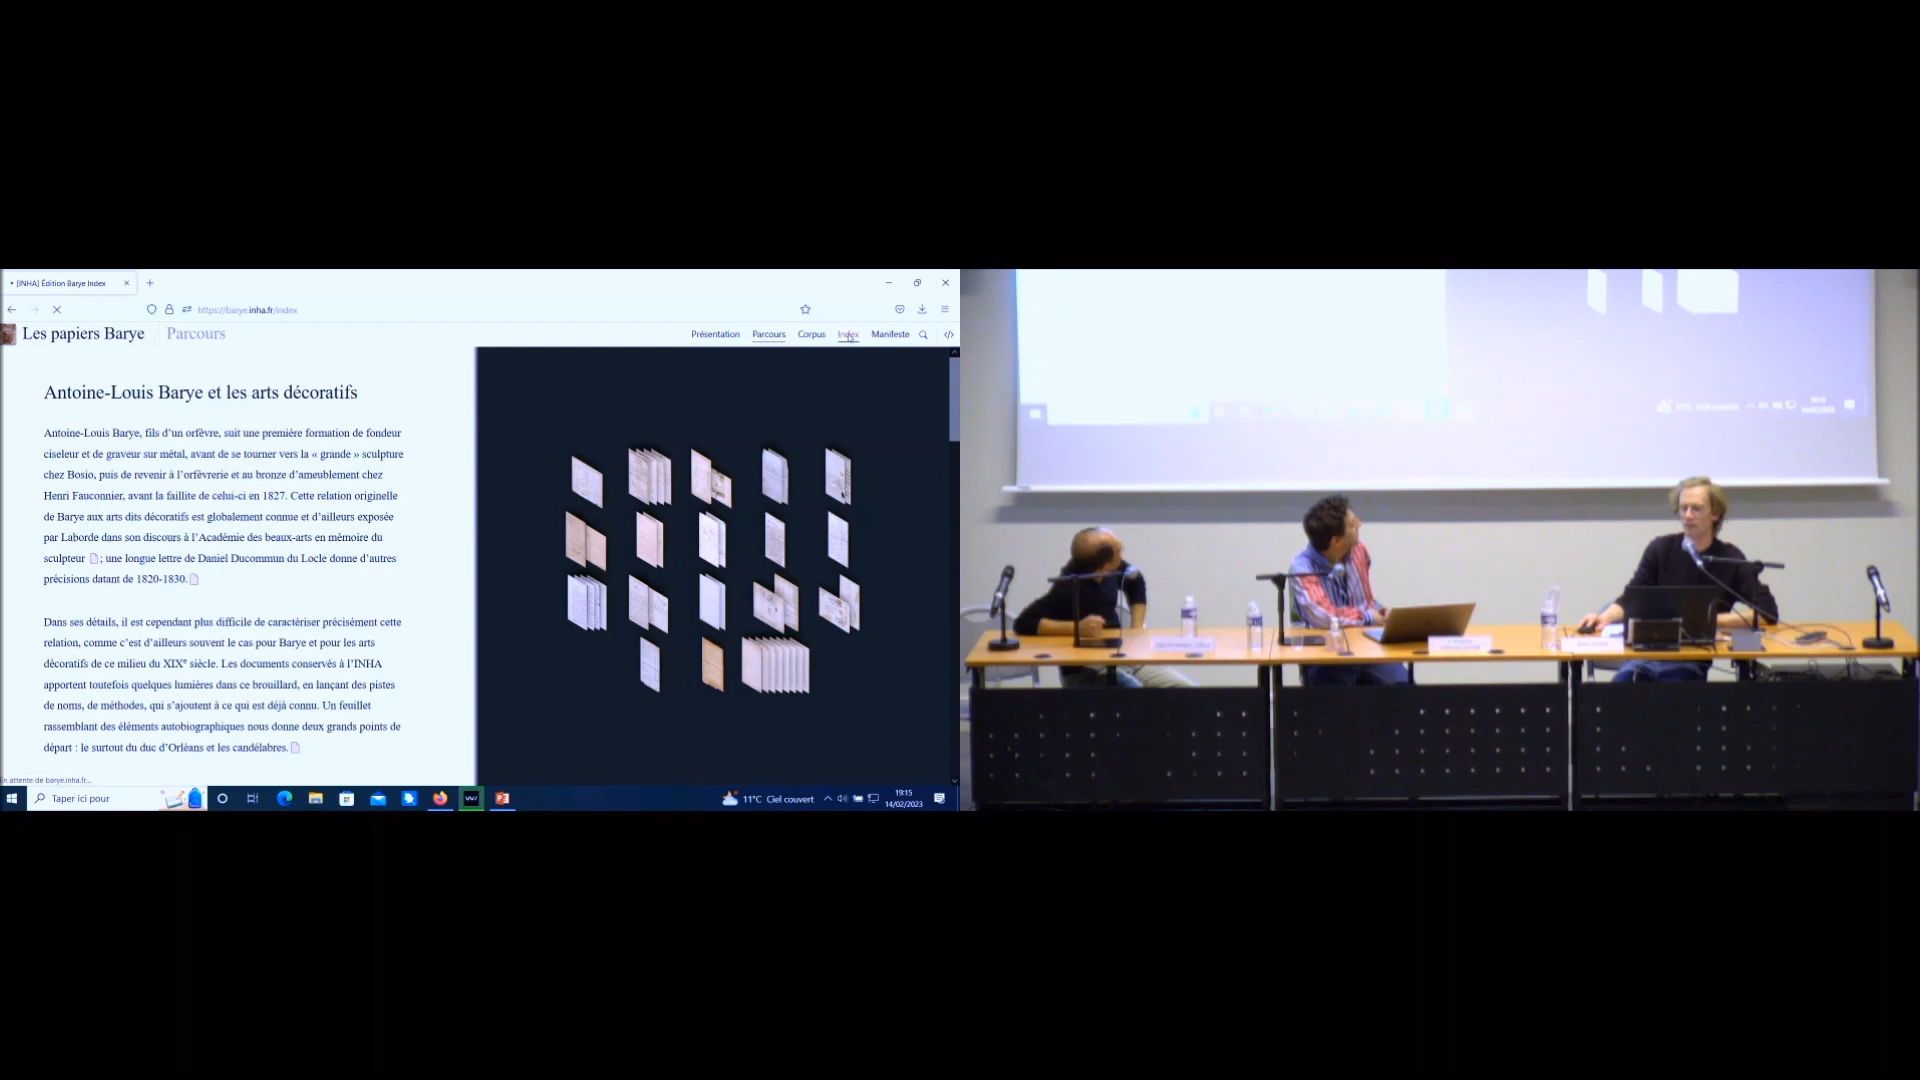 [INHA] Édition Barye Index
https://barye.inha.fr/index
Les papiers Barye / Parcours
Présentation Parcours Corpus Index Manifeste
Antoine-Louis Barye et les arts décoratifs
Antoine-Louis Barye, fils d’un orfèvre, suit une première formation de fondeur
ciseleur et de graveur sur métal, avant de se tourner vers la « grande » sculpture
chez Bosio, puis de revenir à l’orfèvrerie et au bronze d’ameublement chez
Henri Fauconnier, avant la faillite de celui-ci en 1827. Cette relation originelle
de Barye aux arts dits décoratifs est globalement connue et d’ailleurs exposée
par Laborde dans son discours à l’Académie des beaux-arts en mémoire du
sculpteur ; une longue lettre de Daniel Ducommun du Locle donne d’autres
précisions datant de 1820-1830.
Dans ses détails, il est cependant plus difficile de caractériser précisément cette
relation, comme c’est d’ailleurs souvent le cas pour Barye et pour les arts
décoratifs de ce milieu du XIXe siècle. Les documents conservés à l’INHA
apportent toutefois quelques lumières dans ce brouillard, en lançant des pistes
de noms, de méthodes, qui s’ajoutent à ce qui est déjà connu. Un feuillet
rassemblant des éléments autobiographiques nous donne deux grands points de
départ : le surtout du duc d’Orléans et les candélabres.
En attente de barye.inha.fr...
Taper ici pour
11°C Ciel couvert
19:15
14/02/2023